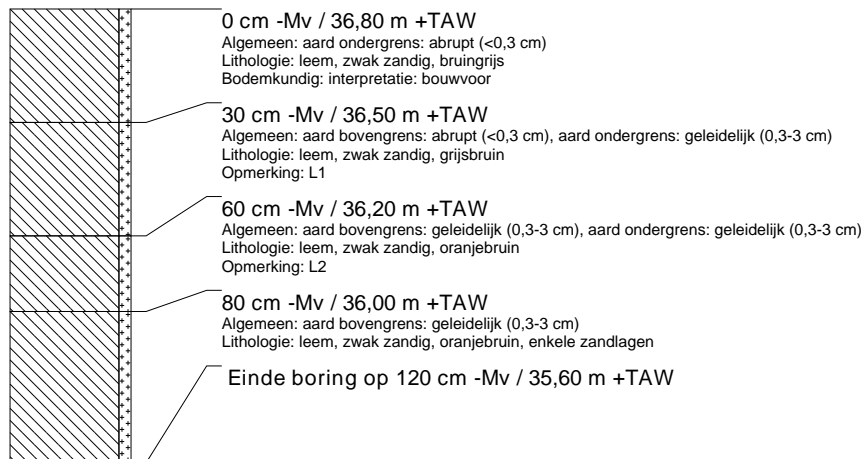 0 cm -Mv / 36,80 m +TAW
Algemeen: aard ondergrens: abrupt (<0,3 cm)
Lithologie: leem, zwak zandig, bruingrijs
Bodemkundig: interpretatie: bouwvoor
30 cm -Mv / 36,50 m +TAW
Algemeen: aard bovengrens: abrupt (<0,3 cm), aard ondergrens: geleidelijk (0,3-3 cm)
Lithologie: leem, zwak zandig, grijsbruin
Opmerking: L1
60 cm -Mv / 36,20 m +TAW
Algemeen: aard bovengrens: geleidelijk (0,3-3 cm), aard ondergrens: geleidelijk (0,3-3 cm)
Lithologie: leem, zwak zandig, oranjebruin
Opmerking: L2
80 cm -Mv / 36,00 m +TAW
Algemeen: aard bovengrens: geleidelijk (0,3-3 cm)
Lithologie: leem, zwak zandig, oranjebruin, enkele zandlagen
Einde boring op 120 cm -Mv / 35,60 m +TAW